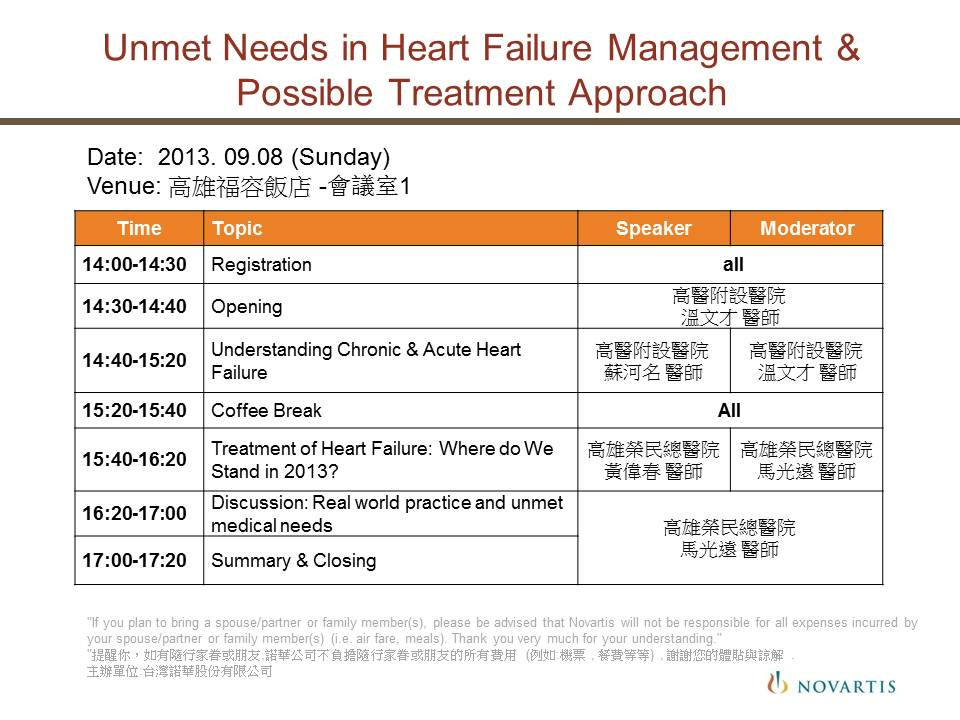 Unmet Needs in Heart Failure Management &
Possible Treatment Approach
Date: 2013. 09.08 (Sunday)
Venue: 高雄福容飯店 -會議室1
Time Topic Speaker Moderator
14:00-14:30 Registration all
14:30-14:40 Opening 高醫附設醫院
溫文才 醫師
14:40-15:20 Understanding Chronic & Acute Heart
Failure 高醫附設醫院
蘇河名 醫師 高醫附設醫院
溫文才 醫師
15:20-15:40 Coffee Break All
15:40-16:20 Treatment of Heart Failure: Where do We
Stand in 2013? 高雄榮民總醫院
黃偉春 醫師 高雄榮民總醫院
馬光遠 醫師
16:20-17:00 Discussion: Real world practice and unmet
medical needs 高雄榮民總醫院
馬光遠 醫師
17:00-17:20 Summary & Closing
"If you plan to bring a spouse/partner or family member(s), please be advised that Novartis will not be responsible for all expenses incurred by
your spouse/partner or family member(s) (i.e. air fare, meals). Thank you very much for your understanding."
"提醒你，如有隨行家眷或朋友,諾華公司不負擔隨行家眷或朋友的所有費用 (例如:機票 , 餐費等等) , 謝謝您的體貼與諒解 .
主辦單位:台灣諾華股份有限公司
NOVARTIS